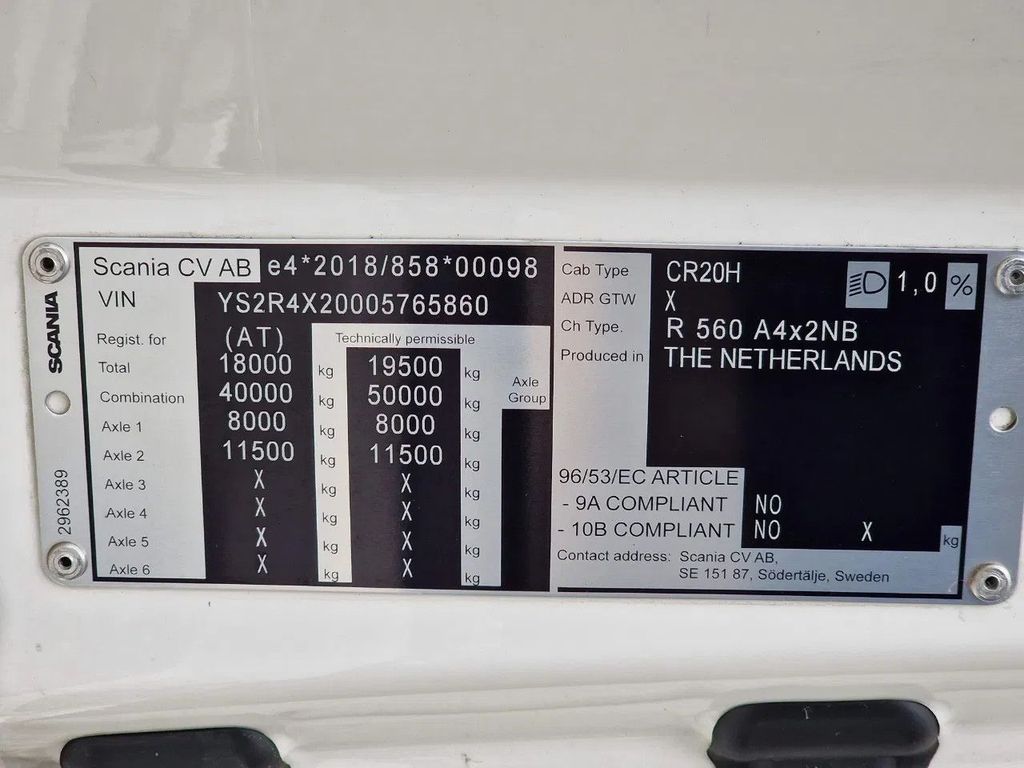 SCANIA
2962389
Scania CV AB e4*2018/858*00098
VIN YS2R4X20005765860
Regist. for (AT) Technically permissible
Total 18000 kg 19500 kg
Combination 40000 kg 50000 kg
Axle Group
Axle 1 8000 kg 8000 kg
Axle 2 11500 kg 11500 kg
Axle 3 X kg X kg
Axle 4 X kg X kg
Axle 5 X kg X kg
Axle 6 X kg X kg
Cab Type CR20H 1,0 %
ADR GTW X
Ch Type. R 560 A4x2NB
Produced in THE NETHERLANDS
96/53/EC ARTICLE
- 9A COMPLIANT NO
- 10B COMPLIANT NO X kg
Contact address: Scania CV AB,
SE 151 87, Södertälje, Sweden